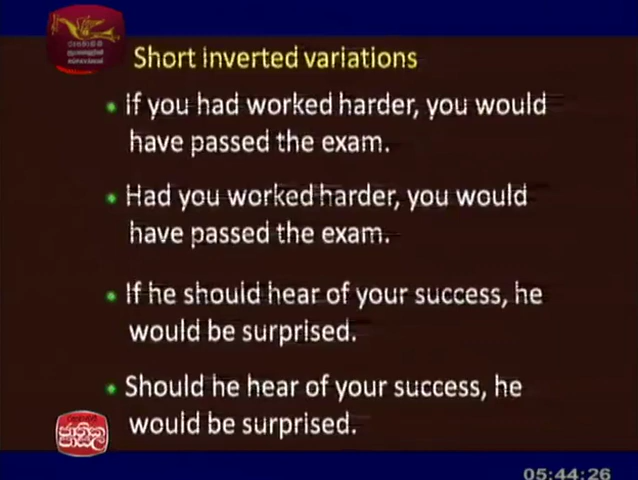 Short inverted variations
If you had worked harder, you would
have passed the exam.
Had you worked harder, you would
have passed the exam.
If he should hear of your success, he
would be surprised.
Should he hear of your success, he
would be surprised.
05:44:26